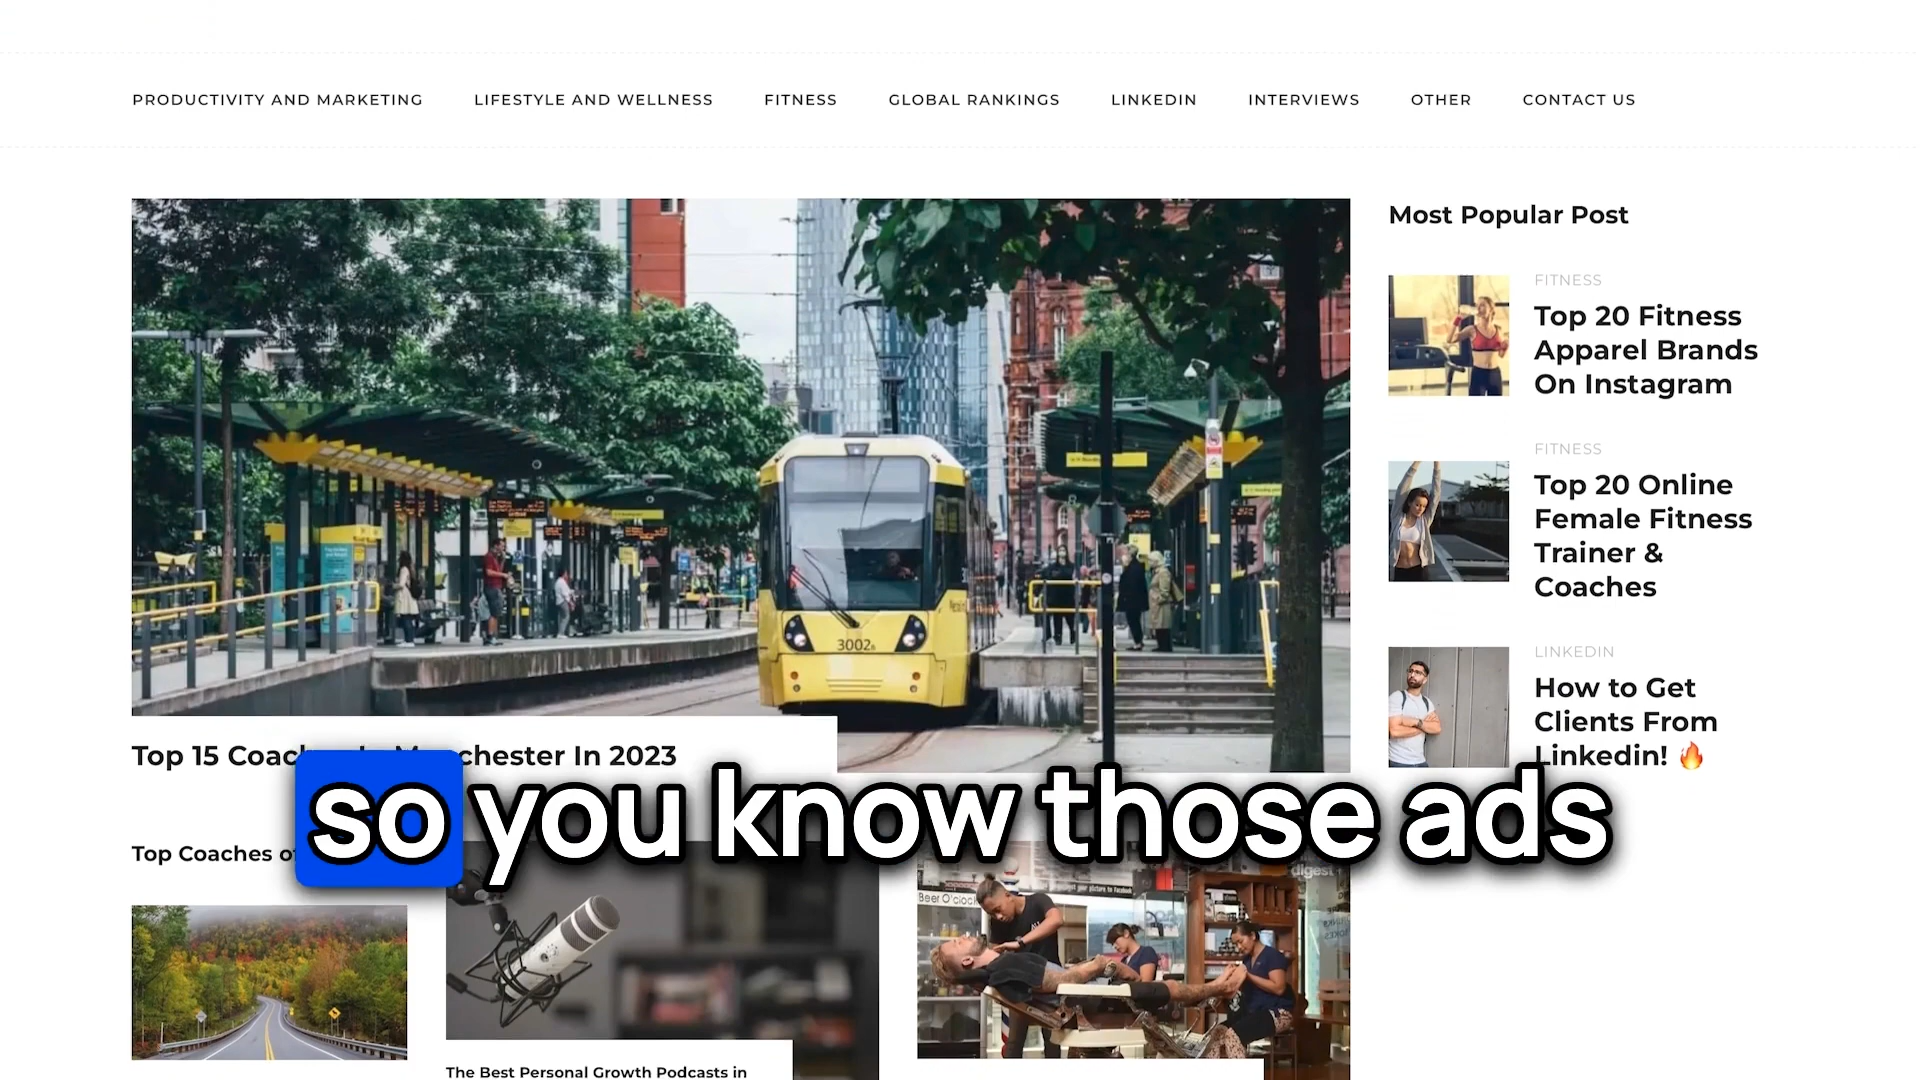 PRODUCTIVITY AND MARKETING LIFESTYLE AND WELLNESS FITNESS GLOBAL RANKINGS LINKEDIN INTERVIEWS OTHER CONTACT US
Most Popular Post
FITNESS
Top 20 Fitness
Apparel Brands
On Instagram
FITNESS
Top 20 Online
Female Fitness
Trainer &
Coaches
LINKEDIN
How to Get
Clients From
Linkedin! 🔥
3002
Top 15 In 2023
so you know those ads
Top Coaches
Beer O'clock
digest+
The Best Personal Growth Podcasts in